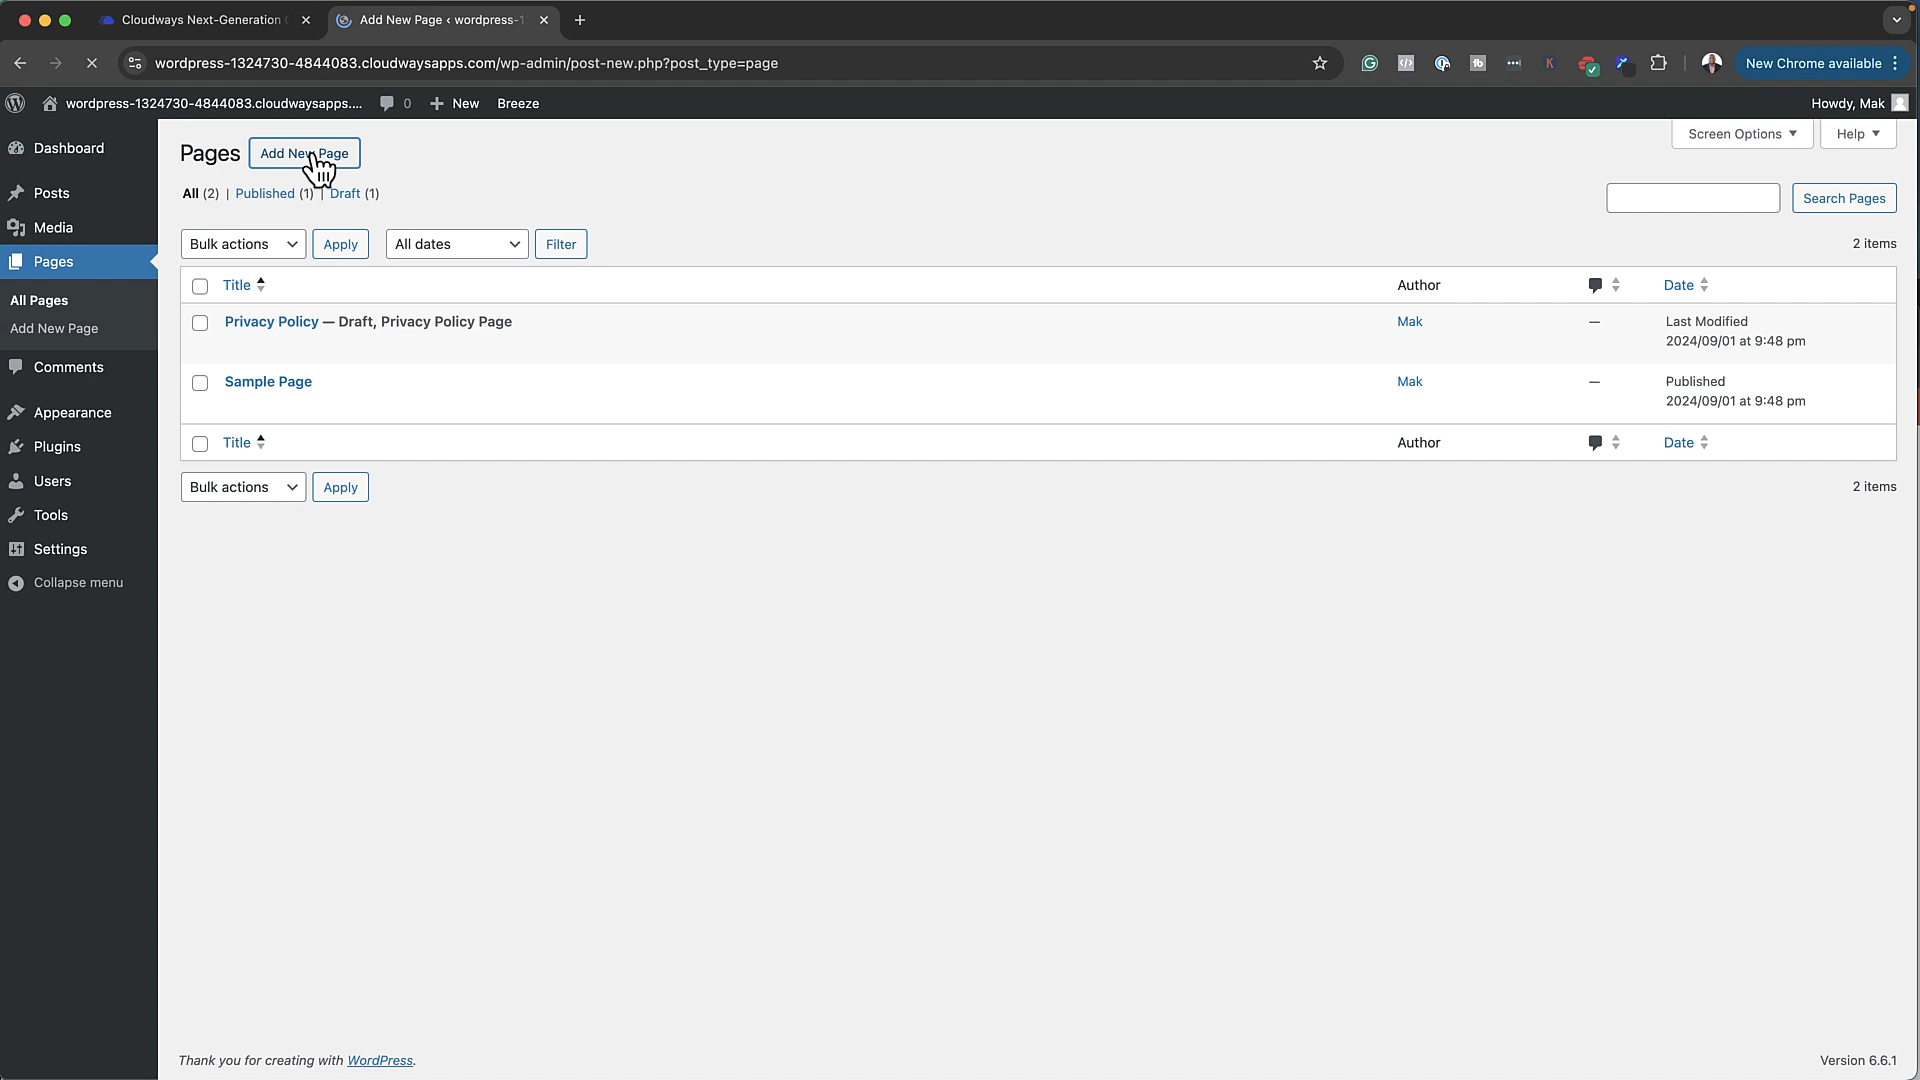 Cloudways Next-Generation
Add New Page ‹ wordpress-1
wordpress-1324730-4844083.cloudwaysapps.com/wp-admin/post-new.php?post_type=page
New Chrome available
wordpress-1324730-4844083.cloudwaysapps....
0
New
Breeze
Howdy, Mak
Dashboard
Posts
Media
Pages
All Pages
Add New Page
Comments
Appearance
Plugins
Users
Tools
Settings
Collapse menu
Pages
Add New Page
Screen Options
Help
All (2) | Published (1) | Draft (1)
Search Pages
Bulk actions
Apply
All dates
Filter
2 items
Title
Author
Date
Privacy Policy — Draft, Privacy Policy Page
Mak
—
Last Modified
2024/09/01 at 9:48 pm
Sample Page
Mak
—
Published
2024/09/01 at 9:48 pm
Title
Author
Date
Bulk actions
Apply
2 items
Thank you for creating with WordPress.
Version 6.6.1